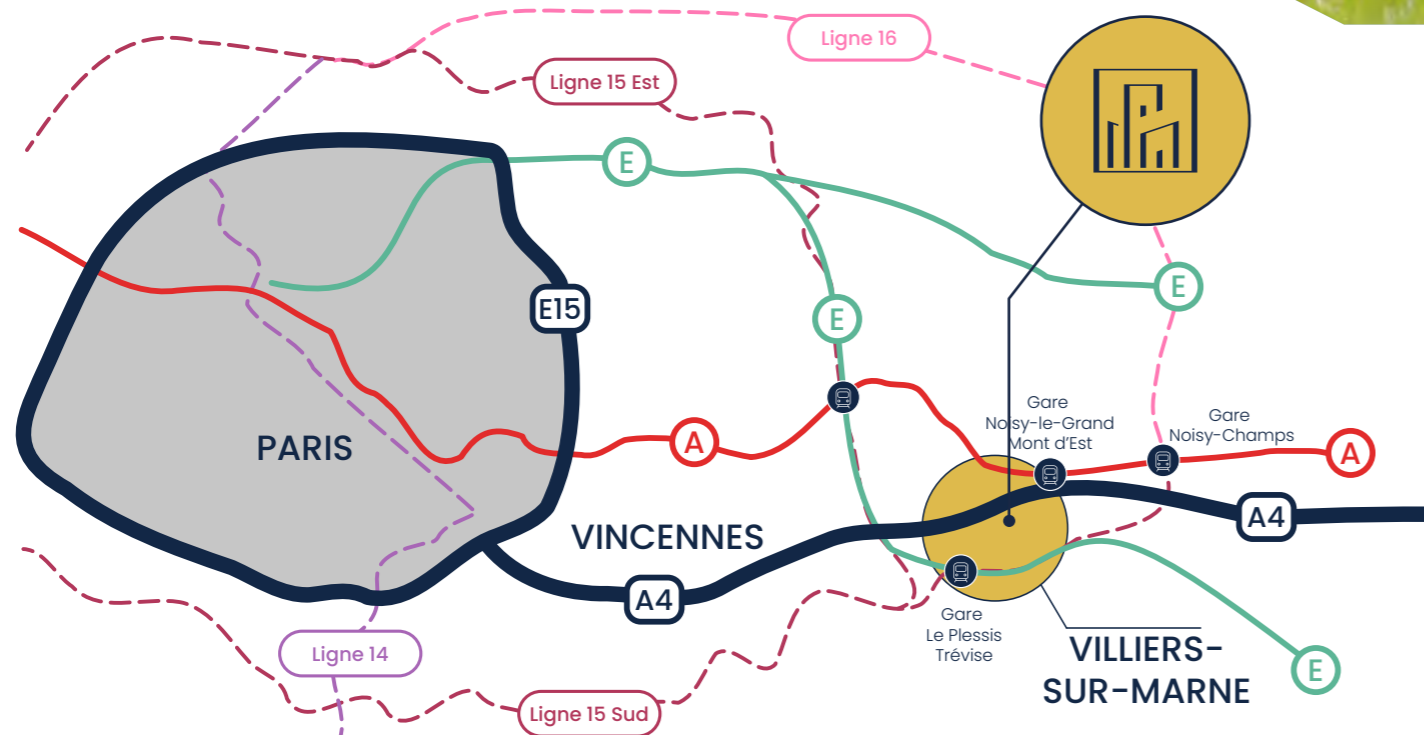 Ligne 16
Ligne 15 Est
E
E
E
E15
E
Gare
Noisy-le-Grand
Mont d'Est
Gare
Noisy-Champs
PARIS
A
A
VINCENNES
A4
A4
Gare
Le Plessis
Trévise
Ligne 14
VILLIERS-
SUR-MARNE
E
Ligne 15 Sud